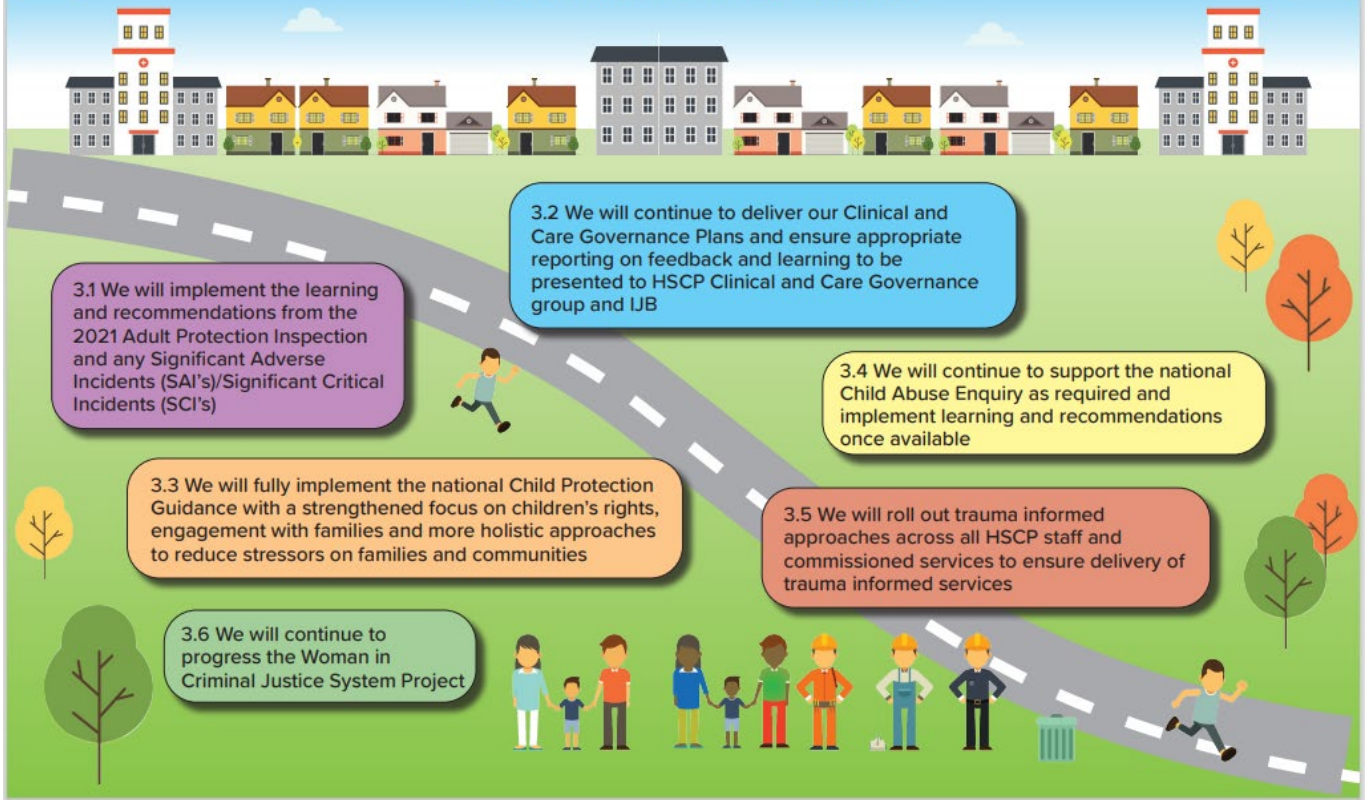 3.1 We will implement the learning
and recommendations from the
2021 Adult Protection Inspection
and any Significant Adverse
Incidents (SAI's)/Significant Critical
Incidents (SCI's)
3.2 We will continue to deliver our Clinical and
Care Governance Plans and ensure appropriate
reporting on feedback and learning to be
presented to HSCP Clinical and Care Governance
group and IJB
3.3 We will fully implement the national Child Protection
Guidance with a strengthened focus on children's rights,
engagement with families and more holistic approaches
to reduce stressors on families and communities
3.4 We will continue to support the national
Child Abuse Enquiry as required and
implement learning and recommendations
once available
3.5 We will roll out trauma informed
approaches across all HSCP staff and
commissioned services to ensure delivery of
trauma informed services
3.6 We will continue to
progress the Woman in
Criminal Justice System Project